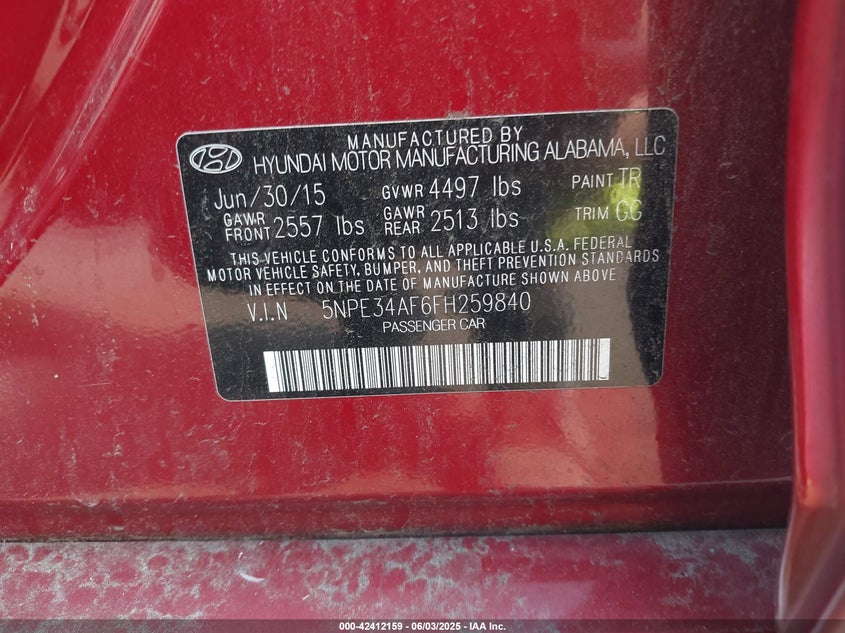 MANUFACTURED BY
HYUNDAI MOTOR MANUFACTURING ALABAMA, LLC
Jun/30/15 GVWR 4497 lbs PAINT TR
GAWR FRONT 2557 lbs GAWR REAR 2513 lbs TRIM GG
THIS VEHICLE CONFORMS TO ALL APPLICABLE U.S.A. FEDERAL
MOTOR VEHICLE SAFETY, BUMPER, AND THEFT PREVENTION STANDARDS
IN EFFECT ON THE DATE OF MANUFACTURE SHOWN ABOVE
V.I.N 5NPE34AF6FH259840
PASSENGER CAR
000-42412159 | 06/03/2025 - IAA Inc.